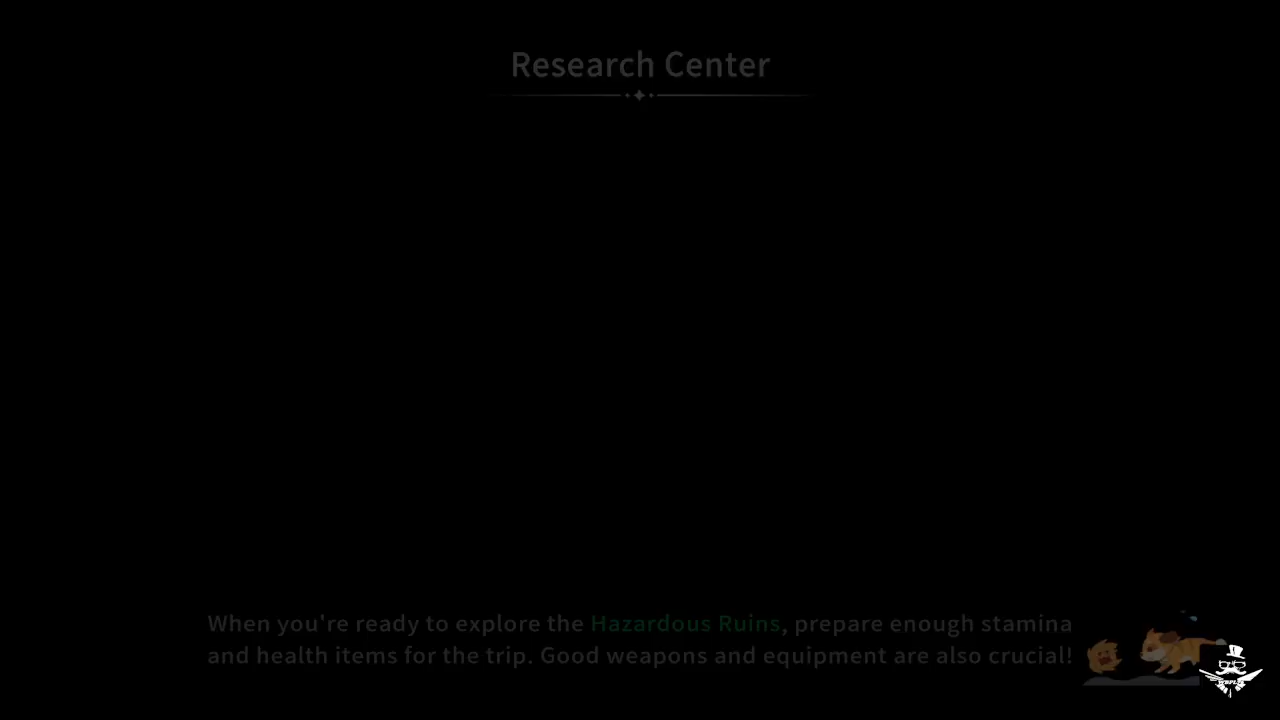 Research Center
When you're ready to explore the Hazardous Ruins, prepare enough stamina
and health items for the trip. Good weapons and equipment are also crucial!